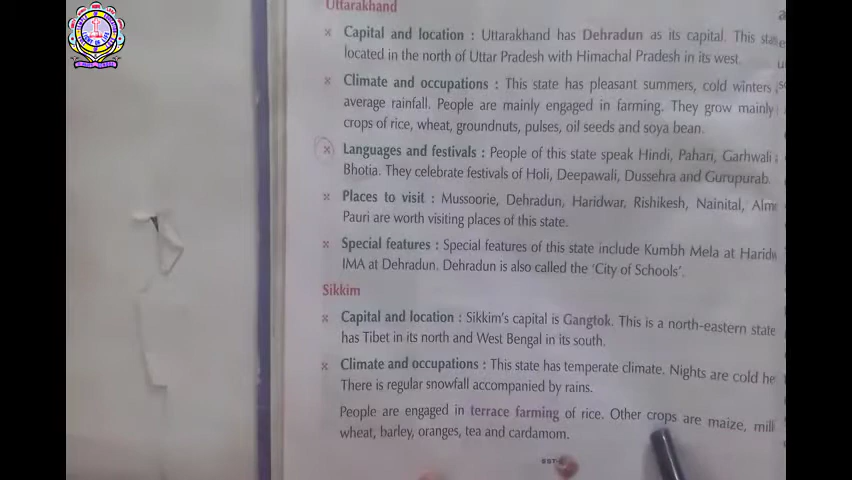 Uttarakhand
Capital and location : Uttarakhand has Dehradun as its capital. This
located in the north of Uttar Pradesh with Himachal Pradesh in its west.
Climate and occupations : This state has pleasant summers, cold winters
average rainfall. People are mainly engaged in farming. They grow mainly
crops of rice, wheat, groundnuts, pulses, oil seeds and soya bean.
Languages and festivals : People of this state speak Hindi, Pahari, Garhwali
Bhotia. They celebrate festivals of Holi, Deepawali, Dussehra and Gurupurab.
Places to visit : Mussoorie, Dehradun, Haridwar, Rishikesh, Nainital,
Pauri are worth visiting places of this state.
Special features : Special features of this state include Kumbh Mela at
IMA at Dehradun. Dehradun is also called the 'City of Schools'.
Sikkim
Capital and location : Sikkim's capital is Gangtok. This is a north-eastern state
has Tibet in its north and West Bengal in its south.
Climate and occupations : This state has temperate climate. Nights are cold
There is regular snowfall accompanied by rains.
People are engaged in terrace farming of rice. Other crops are maize,
wheat, barley, oranges, tea and cardamom.